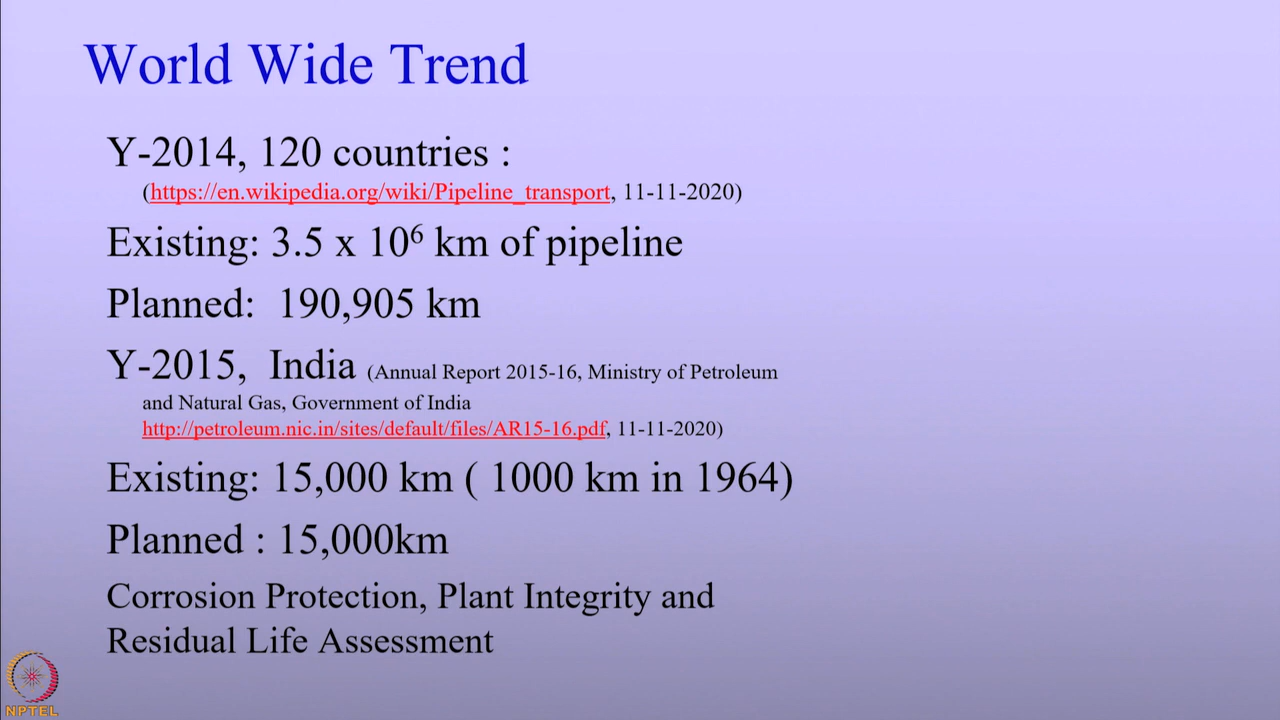 World Wide Trend
Y-2014, 120 countries :
(https://en.wikipedia.org/wiki/Pipeline_transport, 11-11-2020)
Existing: 3.5 x 10⁶ km of pipeline
Planned:  190,905 km
Y-2015,  India (Annual Report 2015-16, Ministry of Petroleum
and Natural Gas, Government of India
http://petroleum.nic.in/sites/default/files/AR15-16.pdf, 11-11-2020)
Existing: 15,000 km ( 1000 km in 1964)
Planned : 15,000km
Corrosion Protection, Plant Integrity and
Residual Life Assessment
NPTEL